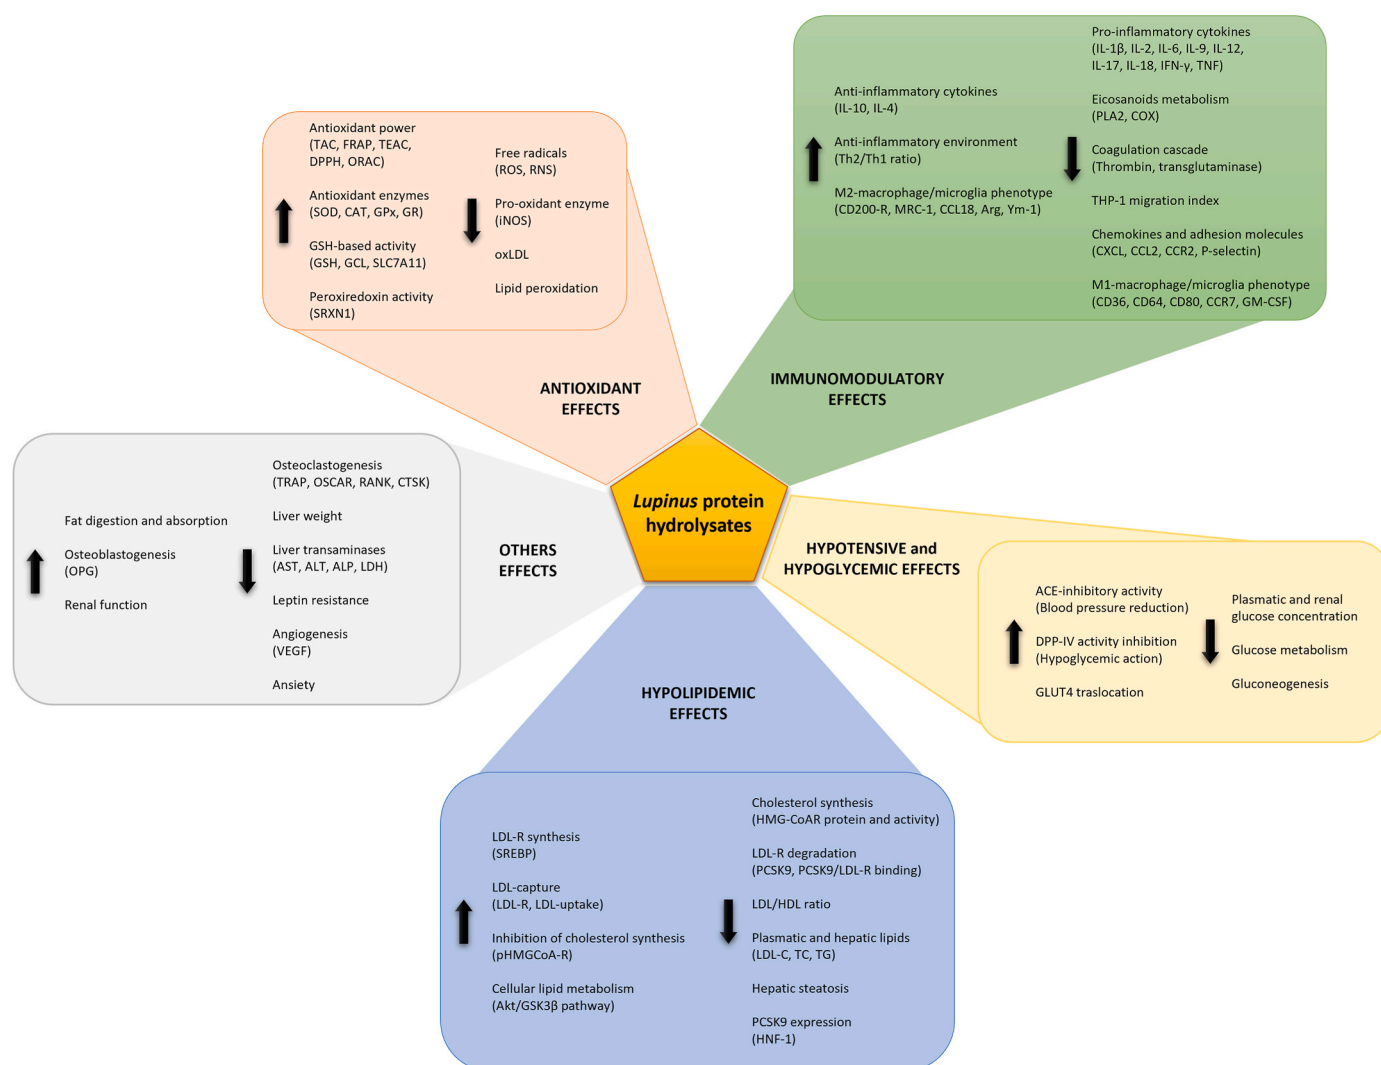 Antioxidant power
(TAC, FRAP, TEAC,
DPPH, ORAC)
Antioxidant enzymes
(SOD, CAT, GPx, GR)
GSH-based activity
(GSH, GCL, SLC7A11)
Peroxiredoxin activity
(SRXN1)
Free radicals
(ROS, RNS)
Pro-oxidant enzyme
(iNOS)
oxLDL
Lipid peroxidation
ANTIOXIDANT
EFFECTS
Anti-inflammatory cytokines
(IL-10, IL-4)
Anti-inflammatory environment
(Th2/Th1 ratio)
M2-macrophage/microglia phenotype
(CD200-R, MRC-1, CCL18, Arg, Ym-1)
Pro-inflammatory cytokines
(IL-1β, IL-2, IL-6, IL-9, IL-12,
IL-17, IL-18, IFN-γ, TNF)
Eicosanoids metabolism
(PLA2, COX)
Coagulation cascade
(Thrombin, transglutaminase)
THP-1 migration index
Chemokines and adhesion molecules
(CXCL, CCL2, CCR2, P-selectin)
M1-macrophage/microglia phenotype
(CD36, CD64, CD80, CCR7, GM-CSF)
IMMUNOMODULATORY
EFFECTS
Lupinus protein
hydrolysates
Fat digestion and absorption
Osteoblastogenesis
(OPG)
Renal function
Osteoclastogenesis
(TRAP, OSCAR, RANK, CTSK)
Liver weight
Liver transaminases
(AST, ALT, ALP, LDH)
Leptin resistance
Angiogenesis
(VEGF)
Anxiety
OTHERS
EFFECTS
HYPOTENSIVE and
HYPOGLYCEMIC EFFECTS
ACE-inhibitory activity
(Blood pressure reduction)
DPP-IV activity inhibition
(Hypoglycemic action)
GLUT4 traslocation
Plasmatic and renal
glucose concentration
Glucose metabolism
Gluconeogenesis
HYPOLIPIDEMIC
EFFECTS
LDL-R synthesis
(SREBP)
LDL-capture
(LDL-R, LDL-uptake)
Inhibition of cholesterol synthesis
(pHMGCoA-R)
Cellular lipid metabolism
(Akt/GSK3β pathway)
Cholesterol synthesis
(HMG-CoAR protein and activity)
LDL-R degradation
(PCSK9, PCSK9/LDL-R binding)
LDL/HDL ratio
Plasmatic and hepatic lipids
(LDL-C, TC, TG)
Hepatic steatosis
PCSK9 expression
(HNF-1)